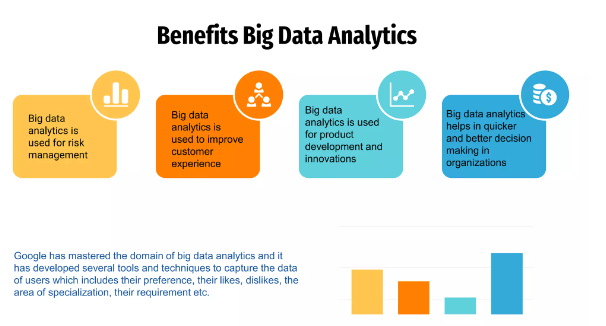 Benefits Big Data Analytics
Big data
analytics is
used for risk
management
Big data
analytics is
used to improve
customer
experience
Big data
analytics is used
for product
development and
innovations
Big data analytics
helps in quicker
and better decision
making in
organizations
Google has mastered the domain of big data analytics and it
has developed several tools and techniques to capture the data
of users which includes their preference, their likes, dislikes, the
area of specialization, their requirement etc.